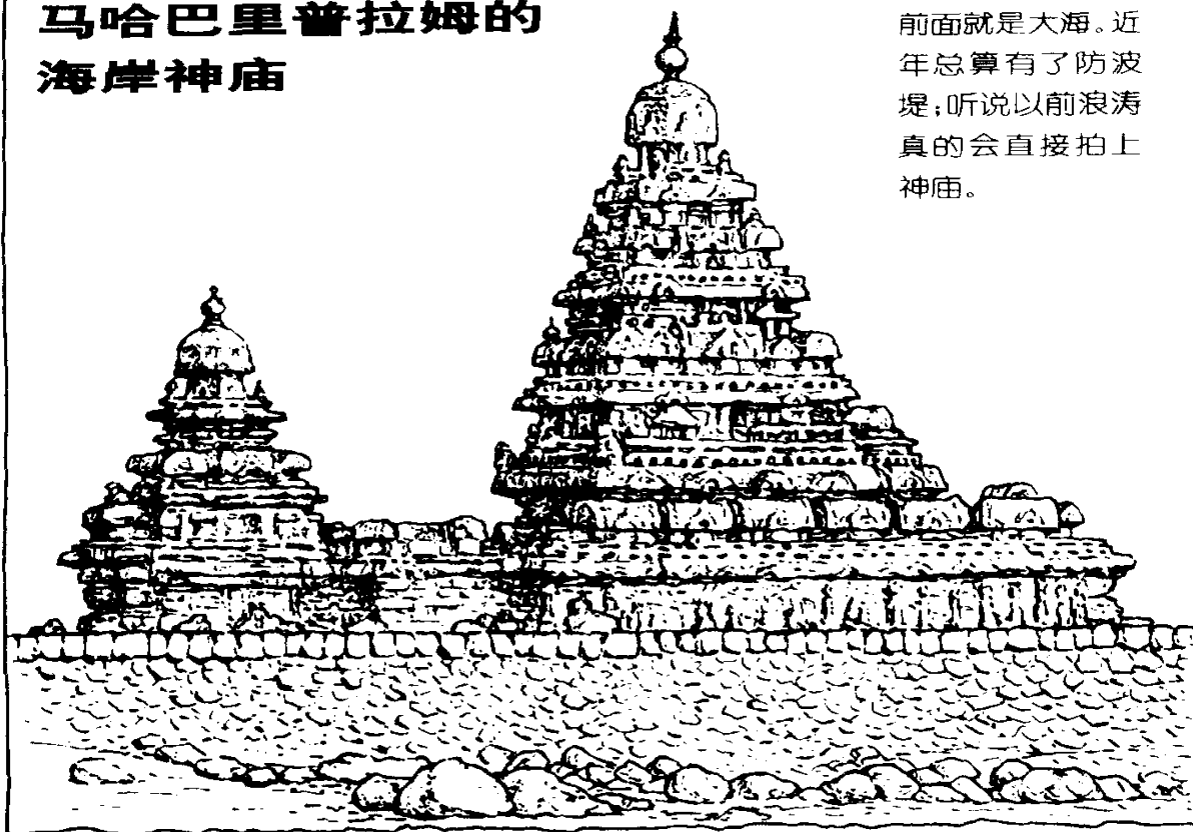 马哈巴里普拉姆的
海岸神庙
前面就是大海。近
年总算有了防波
堤；听说以前浪涛
真的会直接拍上
神庙。